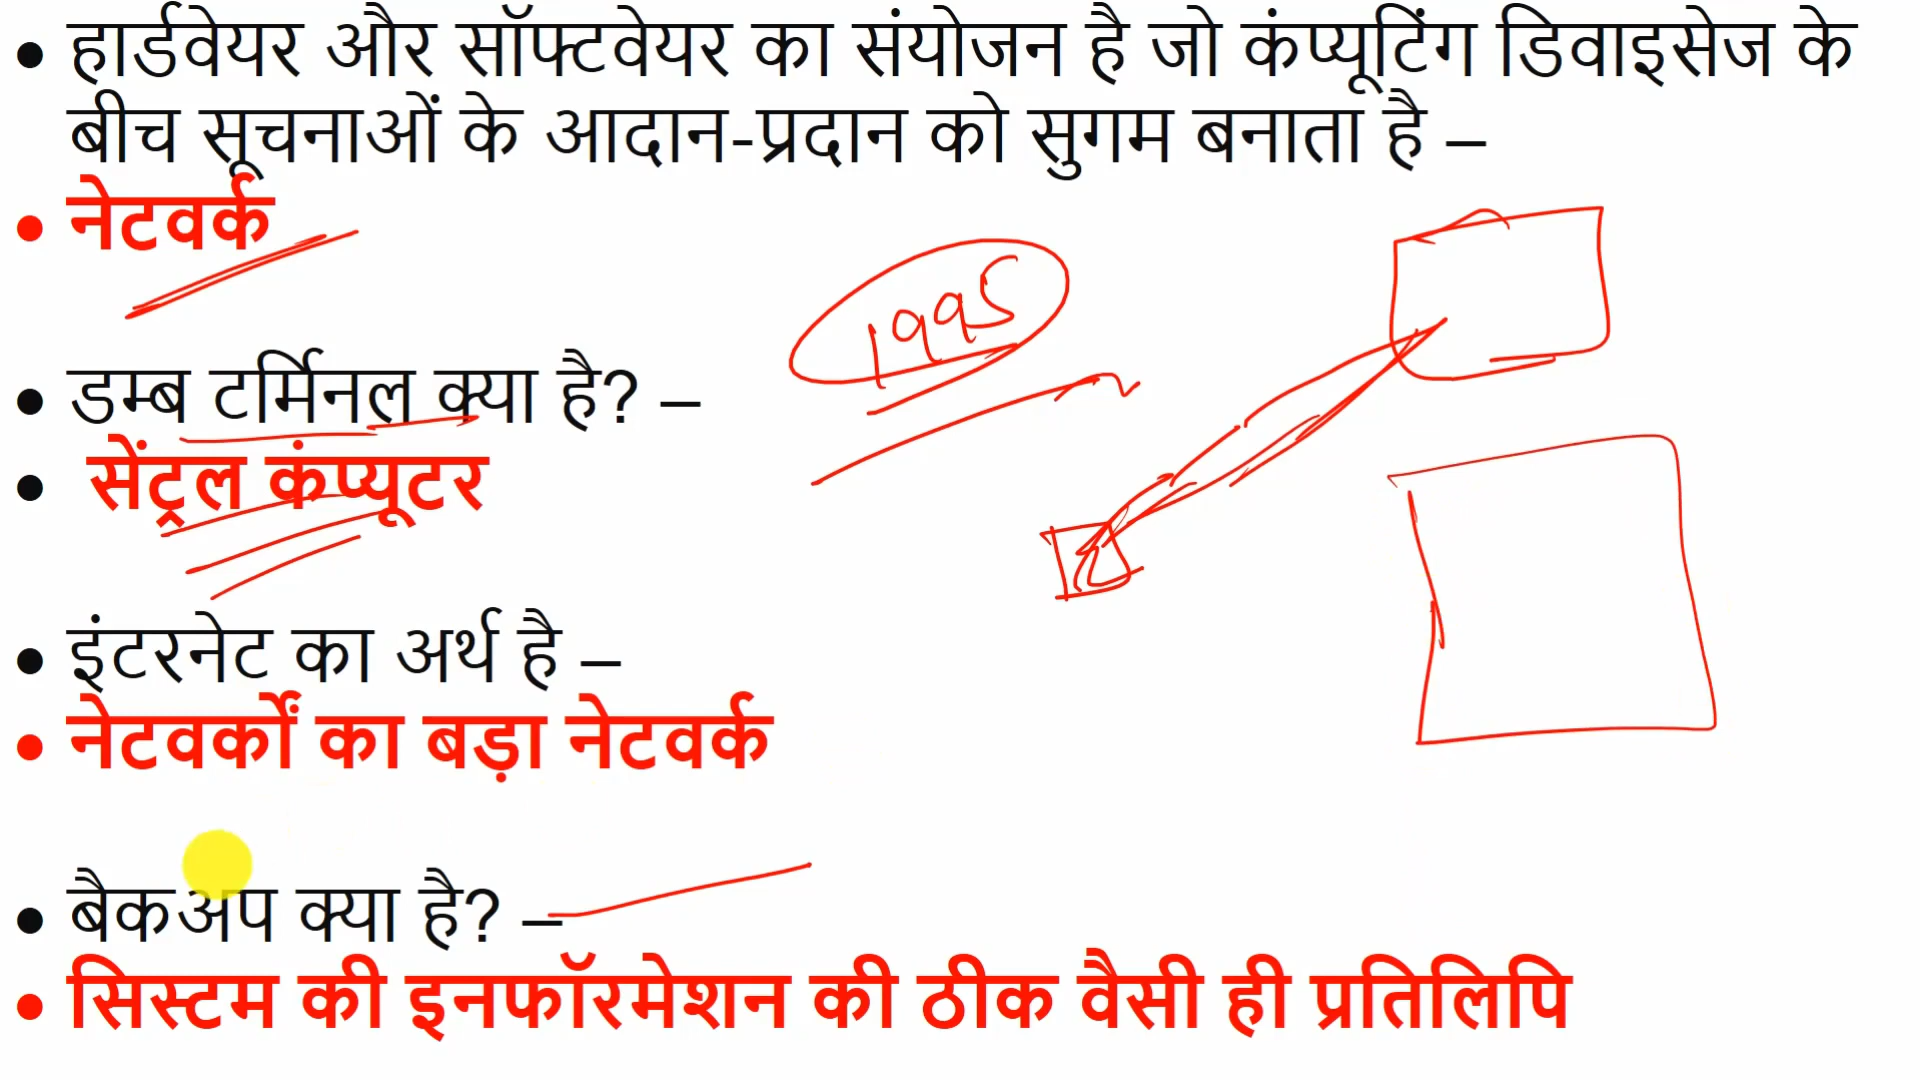 • हार्डवेयर और सॉफ्टवेयर का संयोजन है जो कंप्यूटिंग डिवाइसेज के
बीच सूचनाओं के आदान-प्रदान को सुगम बनाता है –
• नेटवर्क
1995
• डम्ब टर्मिनल क्या है? –
• सेंट्रल कंप्यूटर
• इंटरनेट का अर्थ है –
• नेटवर्कों का बड़ा नेटवर्क
• बैकअप क्या है? –
• सिस्टम की इनफॉरमेशन की ठीक वैसी ही प्रतिलिपि